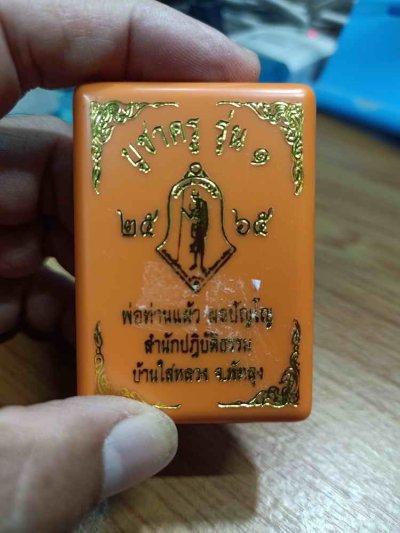 บูชาครู รุ่น ๑
๒๕ ๖๕
พ่อท่านแผ้ว
สำนักปฏิบัติธรรม
บ้านใสหลวง จ.พัทลุง